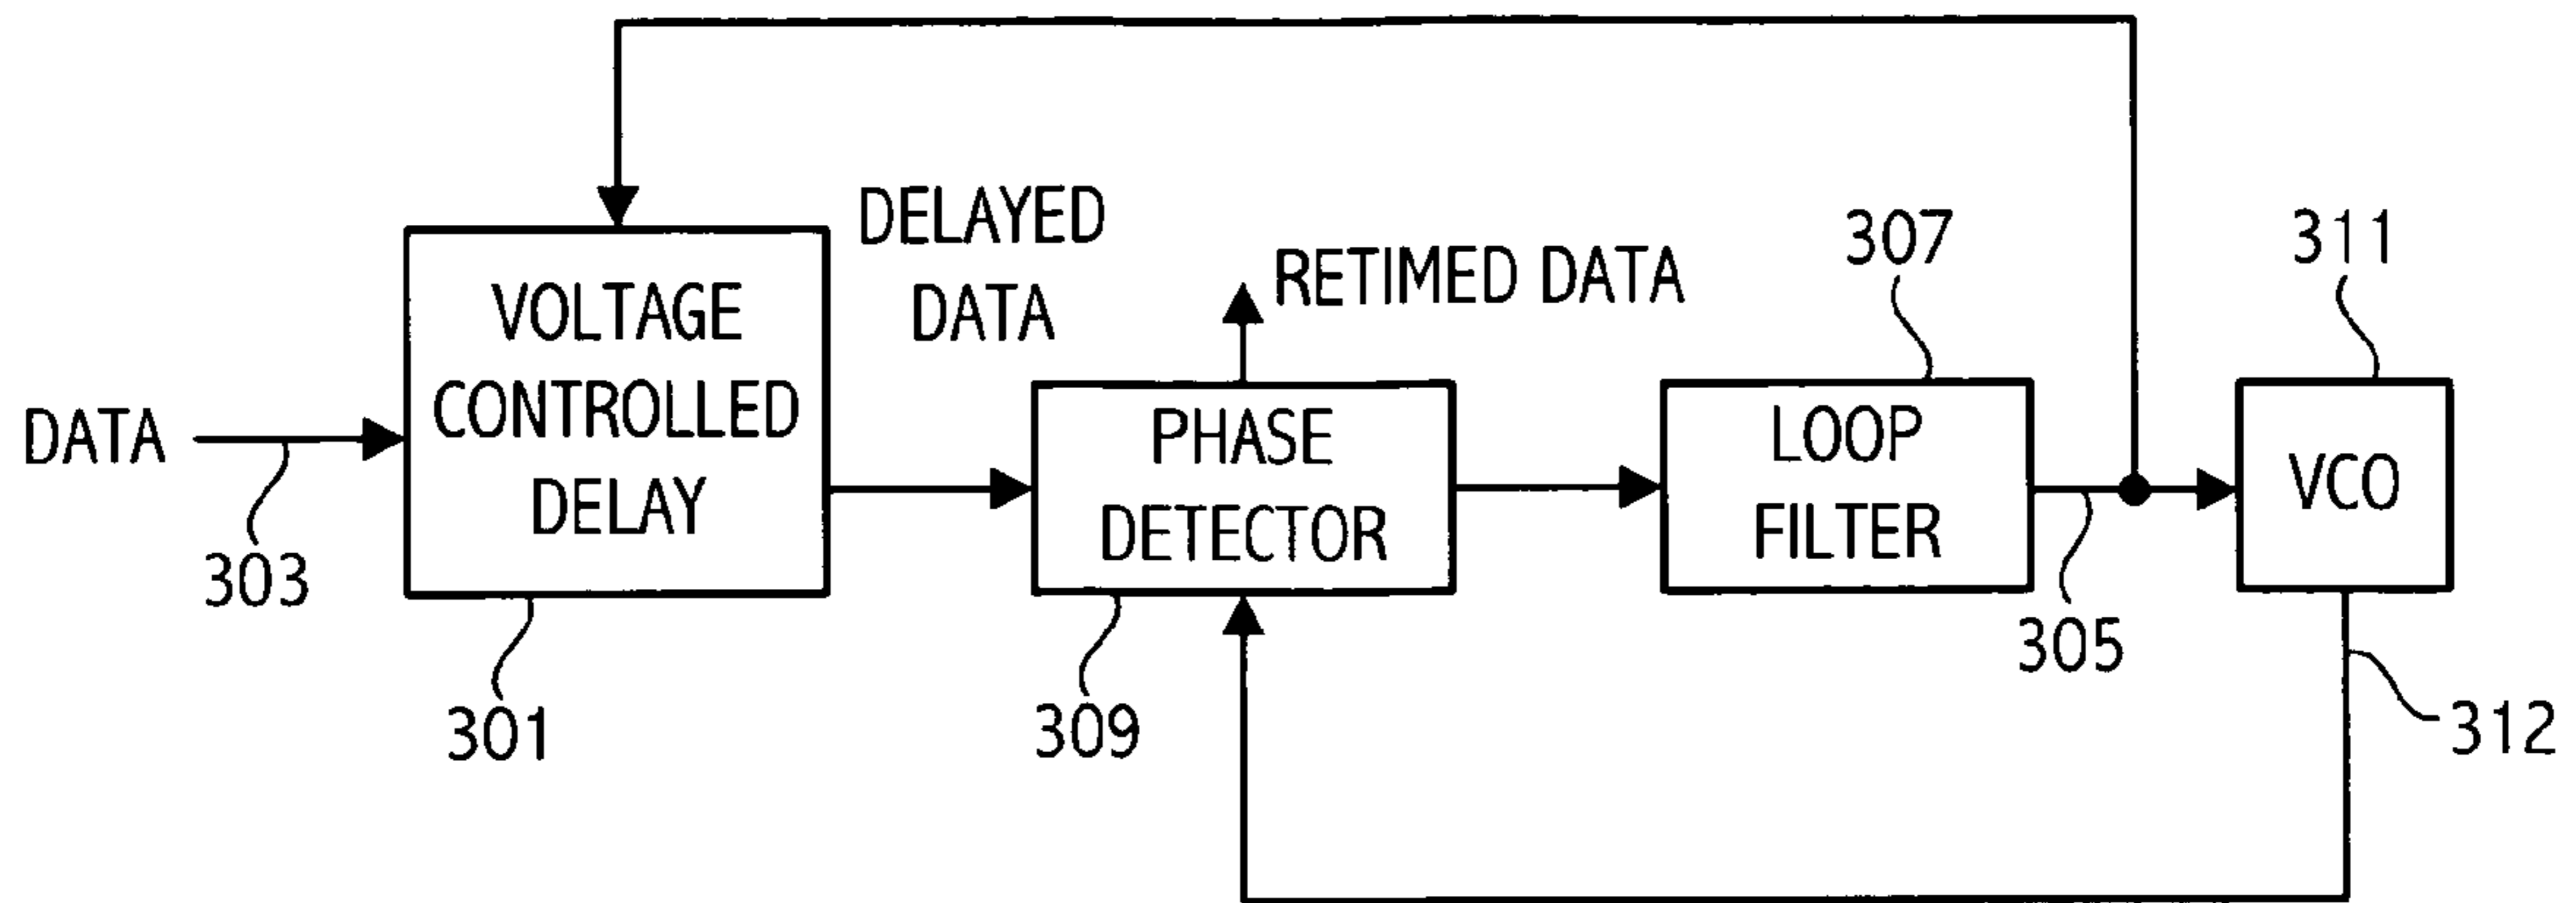 DATA
303
VOLTAGE
CONTROLLED
DELAY
301
DELAYED
DATA
RETIMED DATA
PHASE
DETECTOR
309
307
LOOP
FILTER
305
311
VCO
312